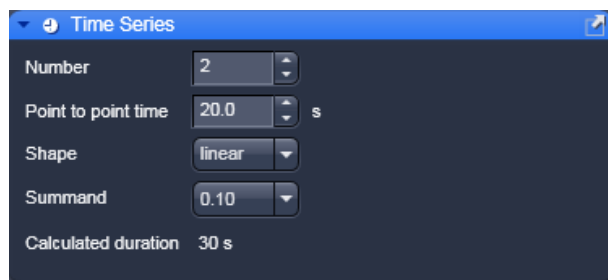 Time Series
Number 2
Point to point time 20.0 s
Shape linear
Summand 0.10
Calculated duration 30 s